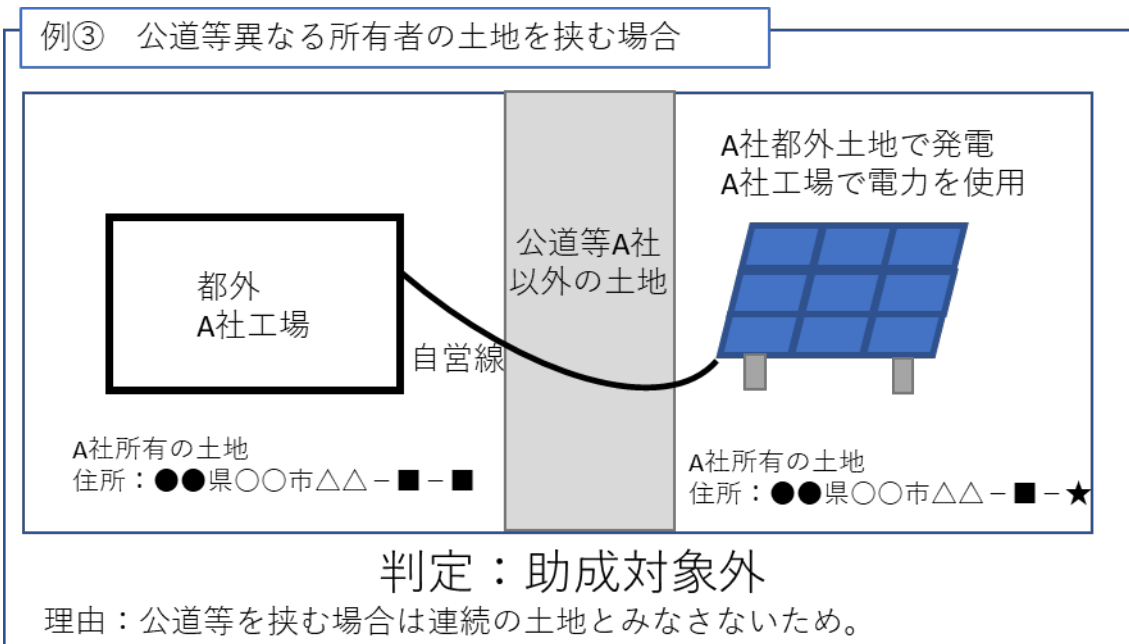 例③　公道等異なる所有者の土地を挟む場合
A社都外土地で発電
A社工場で電力を使用
公道等A社
以外の土地
都外
A社工場
自営線
A社所有の土地
住所：●●県○○市△△－■－■
A社所有の土地
住所：●●県○○市△△－■－★
判定：助成対象外
理由：公道等を挟む場合は連続の土地とみなさないため。